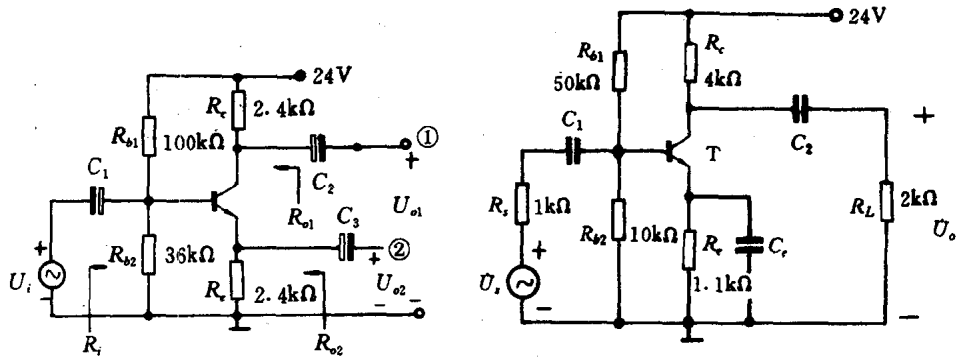 24V
R_c
2.4kΩ
R_b1
100kΩ
①
+
C_1
C_2
R_o1
U_o1
C_3
②
+
+
R_b2
36kΩ
U_i
R_e
U_o2
-
2.4kΩ
- -
R_i
R_o2
24V
R_b1
50kΩ
R_c
4kΩ
C_1
C_2
+
T
R_s
1kΩ
R_L
2kΩ
+
R_b2
10kΩ
R_e
C_e
U̇_o
U̇_s
1.1kΩ
-
-